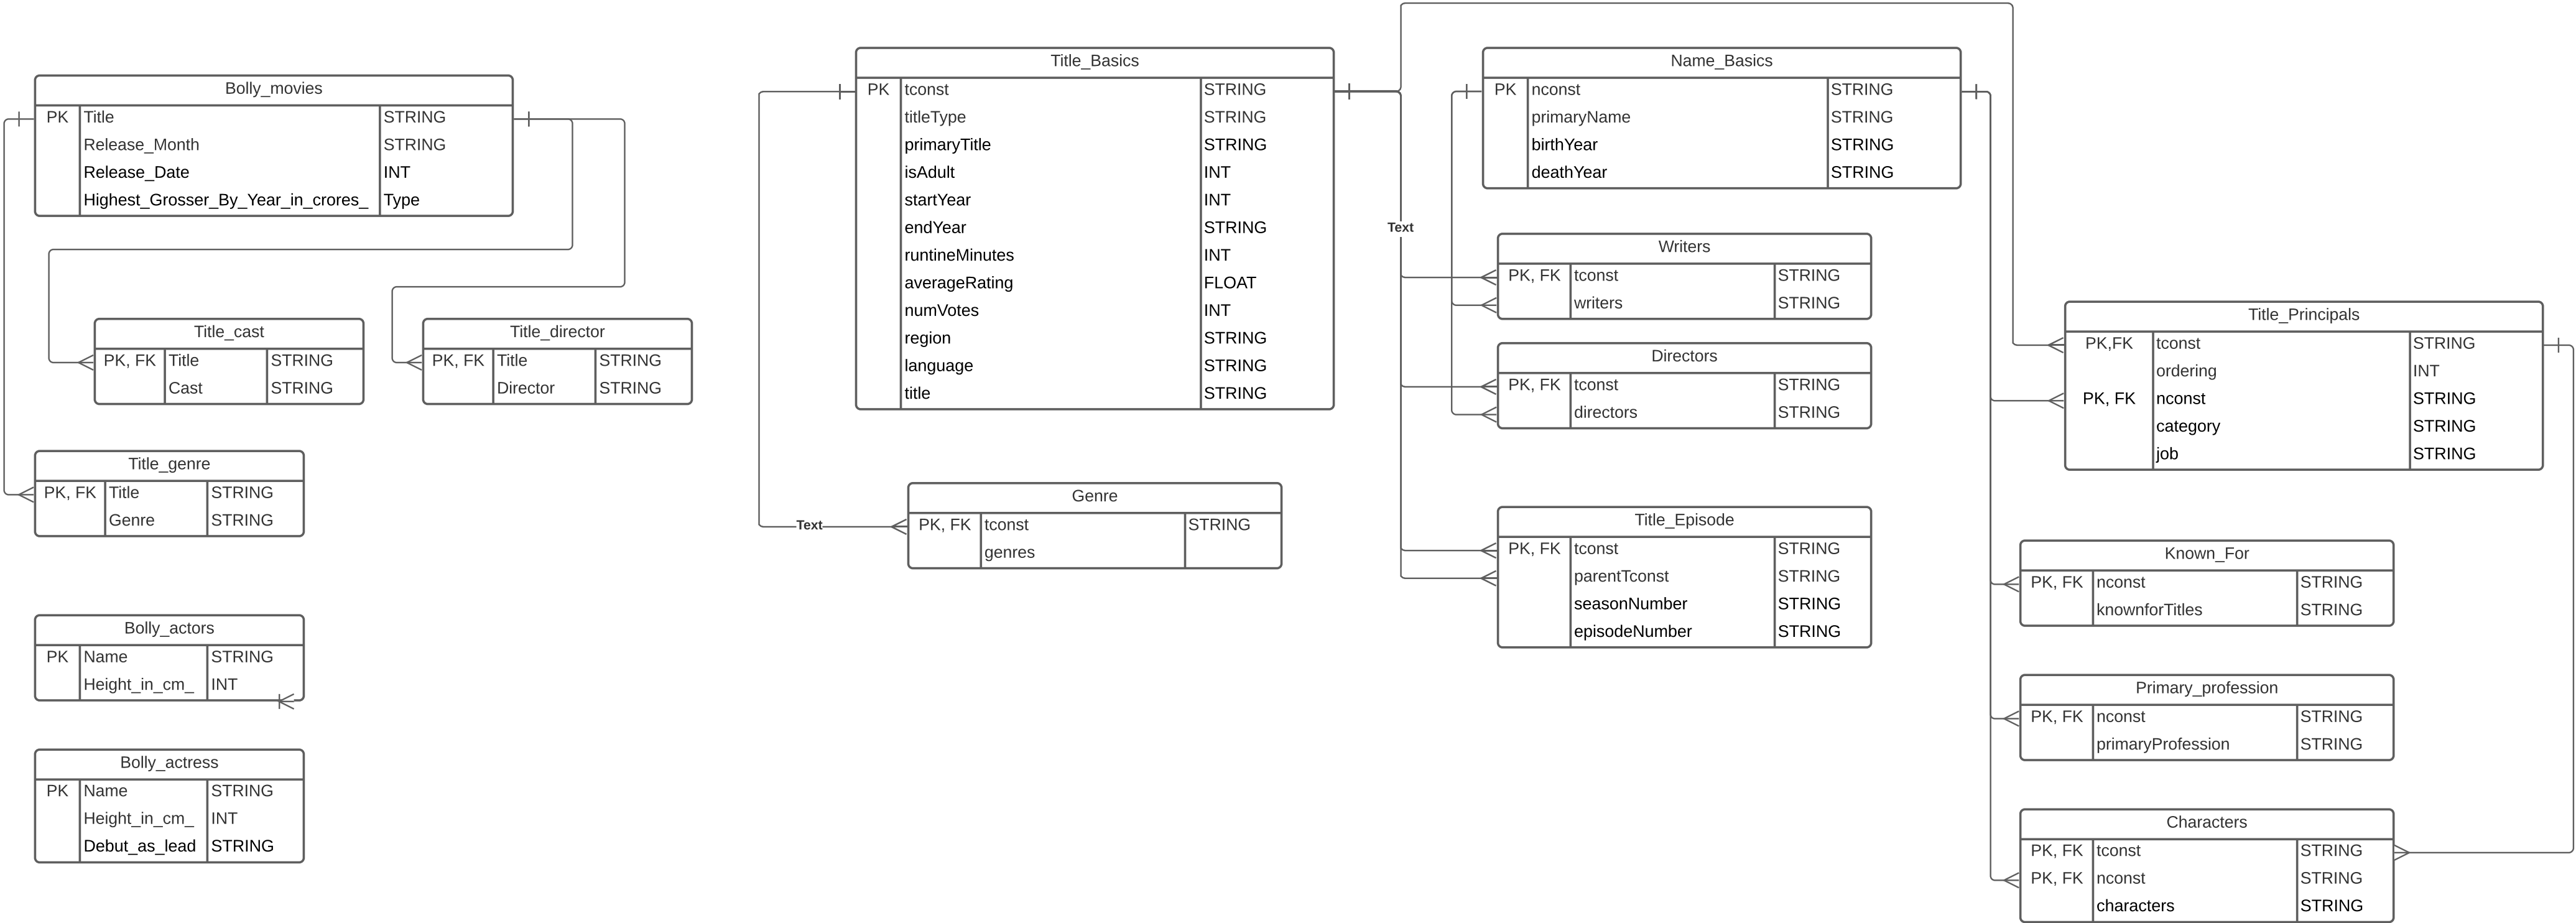 Bolly_movies
PK Title STRING
Release_Month STRING
Release_Date INT
Highest_Grosser_By_Year_in_crores_ Type
Title_cast
PK, FK Title STRING
Cast STRING
Title_director
PK, FK Title STRING
Director STRING
Title_genre
PK, FK Title STRING
Genre STRING
Bolly_actors
PK Name STRING
Height_in_cm_ INT
Bolly_actress
PK Name STRING
Height_in_cm_ INT
Debut_as_lead STRING
Title_Basics
PK tconst STRING
titleType STRING
primaryTitle STRING
isAdult INT
startYear INT
endYear STRING
runtineMinutes INT
averageRating FLOAT
numVotes INT
region STRING
language STRING
title STRING
Text
Genre
PK, FK tconst STRING
genres
Text
Name_Basics
PK nconst STRING
primaryName STRING
birthYear STRING
deathYear STRING
Writers
PK, FK tconst STRING
writers STRING
Directors
PK, FK tconst STRING
directors STRING
Title_Episode
PK, FK tconst STRING
parentTconst STRING
seasonNumber STRING
episodeNumber STRING
Title_Principals
PK,FK tconst STRING
ordering INT
PK, FK nconst STRING
category STRING
job STRING
Known_For
PK, FK nconst STRING
knownforTitles STRING
Primary_profession
PK, FK nconst STRING
primaryProfession STRING
Characters
PK, FK tconst STRING
PK, FK nconst STRING
characters STRING